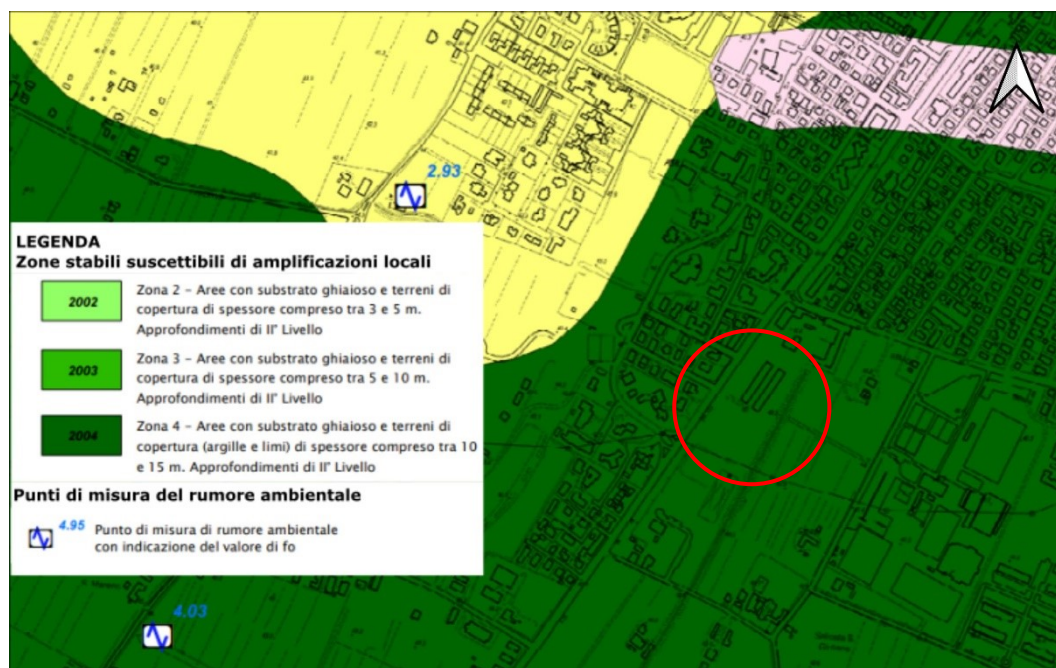 2.93
LEGENDA
Zone stabili suscettibili di amplificazioni locali
2002
Zona 2 - Aree con substrato ghiaioso e terreni di
copertura di spessore compreso tra 3 e 5 m.
Approfondimenti di II° Livello
2003
Zona 3 - Aree con substrato ghiaioso e terreni di
copertura di spessore compreso tra 5 e 10 m.
Approfondimenti di II° Livello
2004
Zona 4 - Aree con substrato ghiaioso e terreni di
copertura (argille e limi) di spessore compreso tra 10
e 15 m. Approfondimenti di II° Livello
Punti di misura del rumore ambientale
4.95
Punto di misura di rumore ambientale
con indicazione del valore di fo
4.03